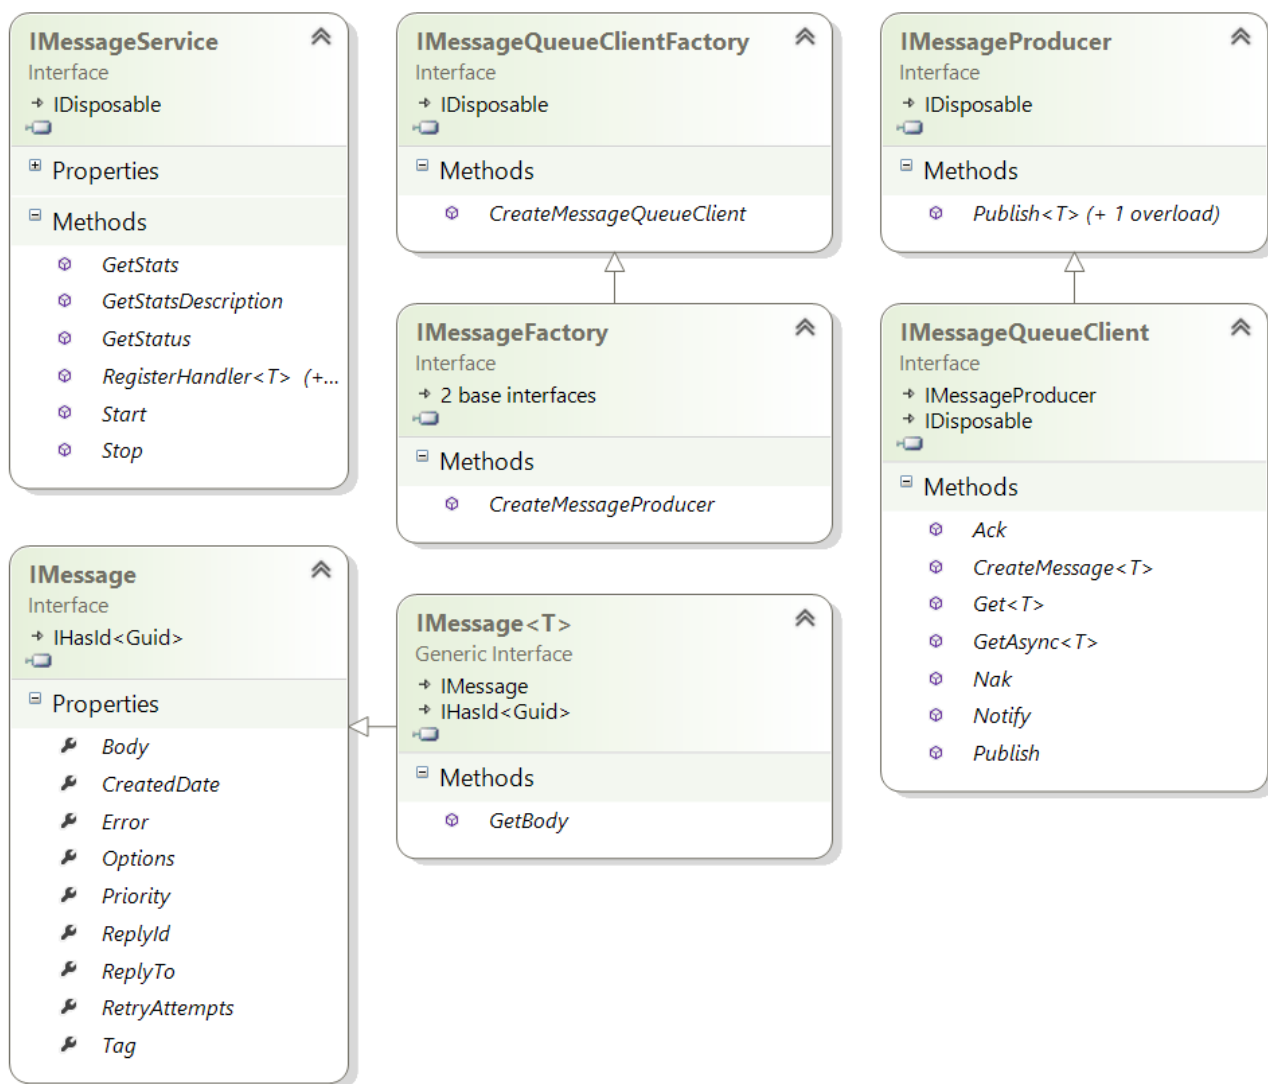 IMessageService
Interface
IDisposable
Properties
Methods
GetStats
GetStatsDescription
GetStatus
RegisterHandler<T> (+...
Start
Stop
IMessageQueueClientFactory
Interface
IDisposable
Methods
CreateMessageQueueClient
IMessageProducer
Interface
IDisposable
Methods
Publish<T> (+ 1 overload)
IMessageFactory
Interface
2 base interfaces
Methods
CreateMessageProducer
IMessageQueueClient
Interface
IMessageProducer
IDisposable
Methods
Ack
CreateMessage<T>
Get<T>
GetAsync<T>
Nak
Notify
Publish
IMessage
Interface
IHasId<Guid>
Properties
Body
CreatedDate
Error
Options
Priority
ReplyId
ReplyTo
RetryAttempts
Tag
IMessage<T>
Generic Interface
IMessage
IHasId<Guid>
Methods
GetBody